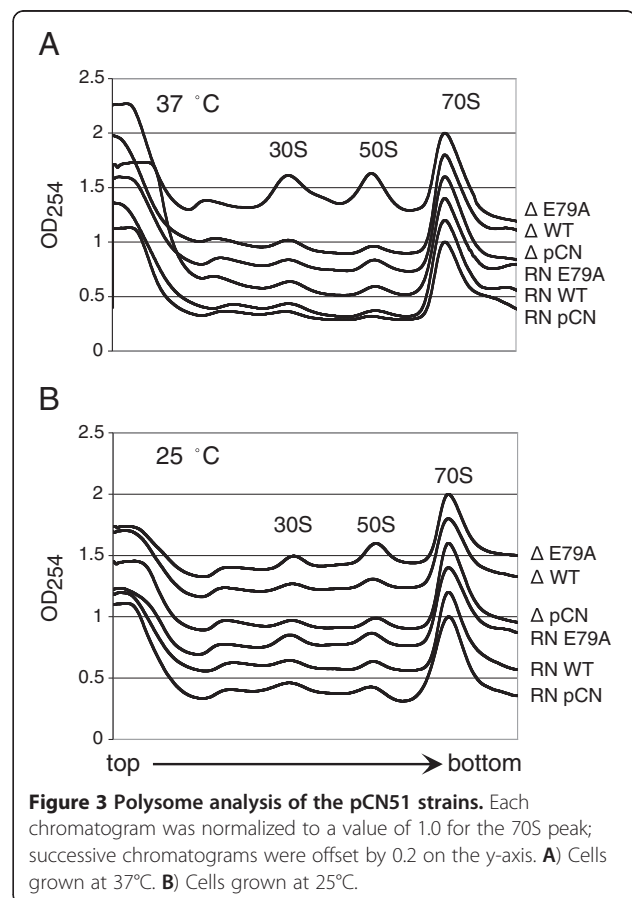 A
2.5
37 °C
70S
2
30S
50S
1.5
OD254
Δ E79A
Δ WT
1
Δ pCN
RN E79A
0.5
RN WT
RN pCN
0
B
2.5
25 °C
70S
2
30S
50S
1.5
Δ E79A
Δ WT
OD254
1
Δ pCN
RN E79A
RN WT
0.5
RN pCN
0
top
bottom
Figure 3 Polysome analysis of the pCN51 strains. Each
chromatogram was normalized to a value of 1.0 for the 70S peak;
successive chromatograms were offset by 0.2 on the y-axis. A) Cells
grown at 37°C. B) Cells grown at 25°C.